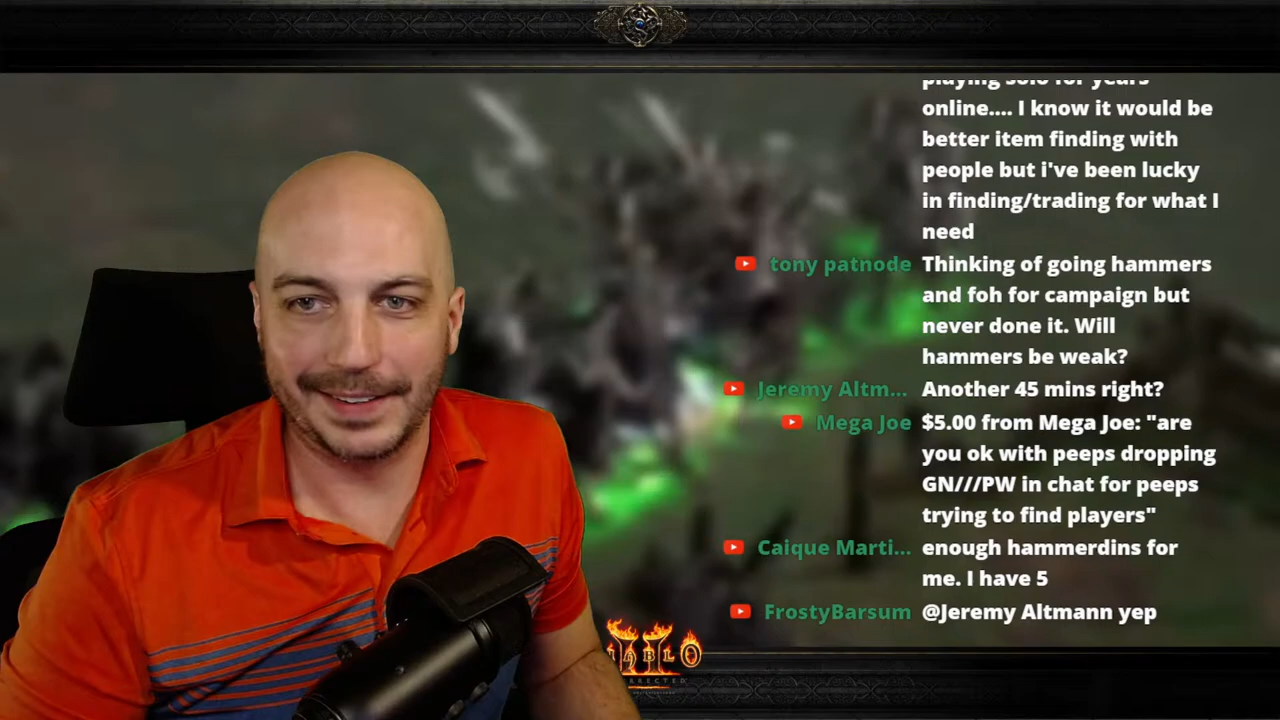 playing solo for years
online.... I know it would be
better item finding with
people but i've been lucky
in finding/trading for what I
need
tony patnode Thinking of going hammers
and foh for campaign but
never done it. Will
hammers be weak?
Jeremy Altm... Another 45 mins right?
Mega Joe $5.00 from Mega Joe: "are
you ok with peeps dropping
GN///PW in chat for peeps
trying to find players"
Caique Marti... enough hammerdins for
me. I have 5
FrostyBarsum @Jeremy Altmann yep